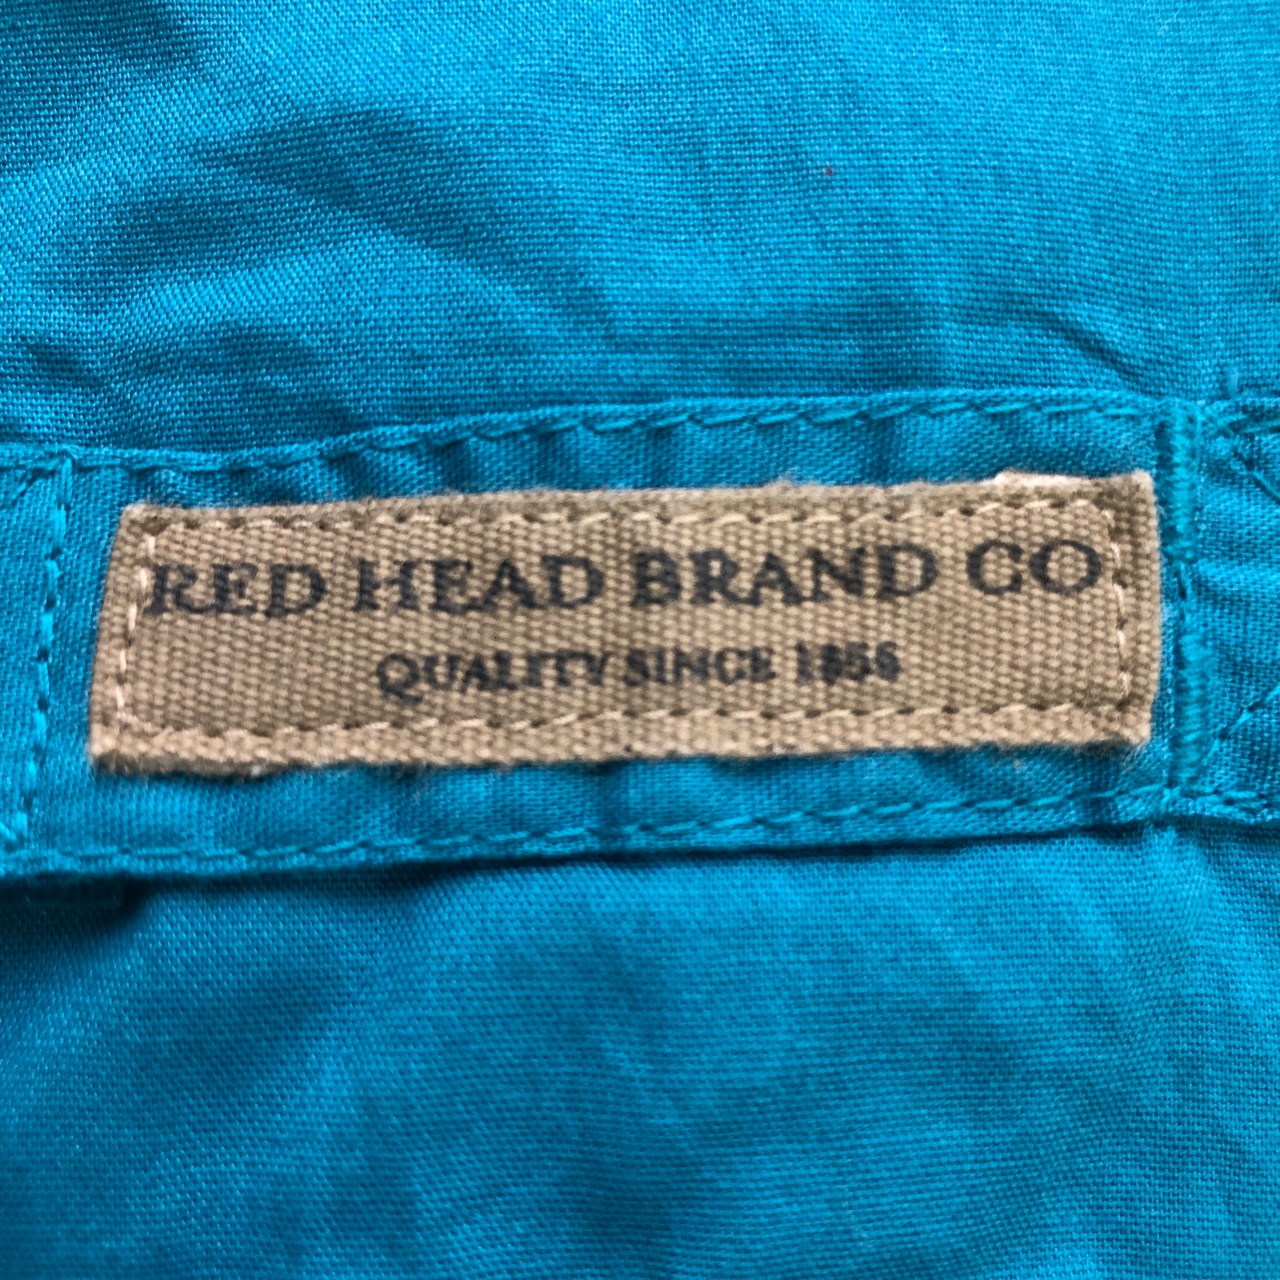 RED HEAD BRAND CO
QUALITY SINCE 1856